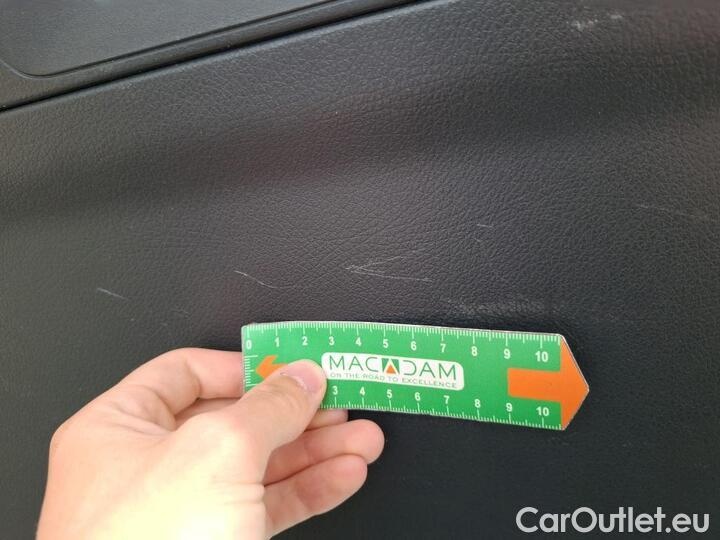 0 1 2 3 4 5 6 7 8 9 10
MACADAM
ON THE ROAD TO EXCELLENCE
3 4 5 6 7 8 9 10
CarOutlet.eu